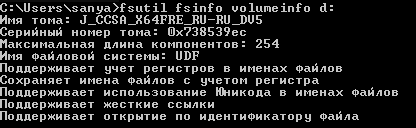 C:\Users\sanya>fsutil fsinfo volumeinfo d:
Имя тома: J_CCSA_X64FRE_RU-RU_DV5
Серийный номер тома: 0x738539ec
Максимальная длина компонентов: 254
Имя файловой системы: UDF
Поддерживает учет регистров в именах файлов
Сохраняет имена файлов с учетом регистра
Поддерживает использование Юникода в именах файлов
Поддерживает жесткие ссылки
Поддерживает открытие по идентификатору файла